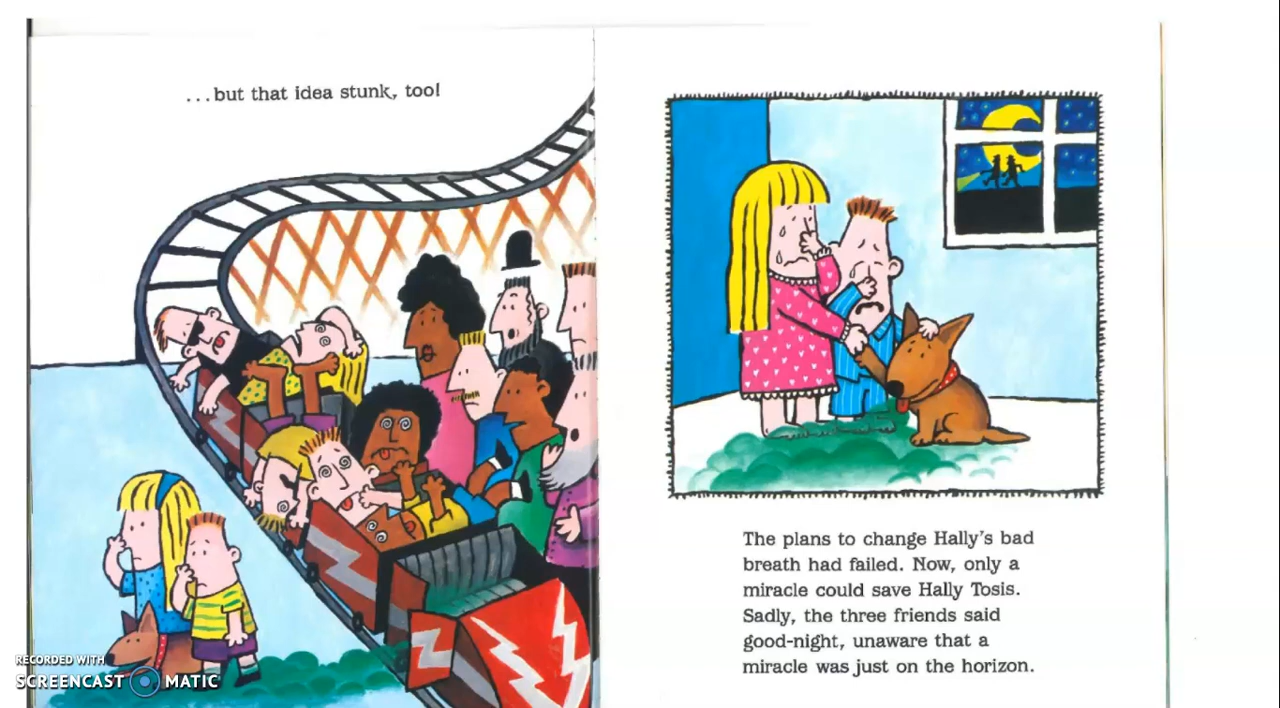 ...but that idea stunk, too!
The plans to change Hally's bad
breath had failed. Now, only a
miracle could save Hally Tosis.
Sadly, the three friends said
good-night, unaware that a
miracle was just on the horizon.
RECORDED WITH
SCREENCAST MATIC